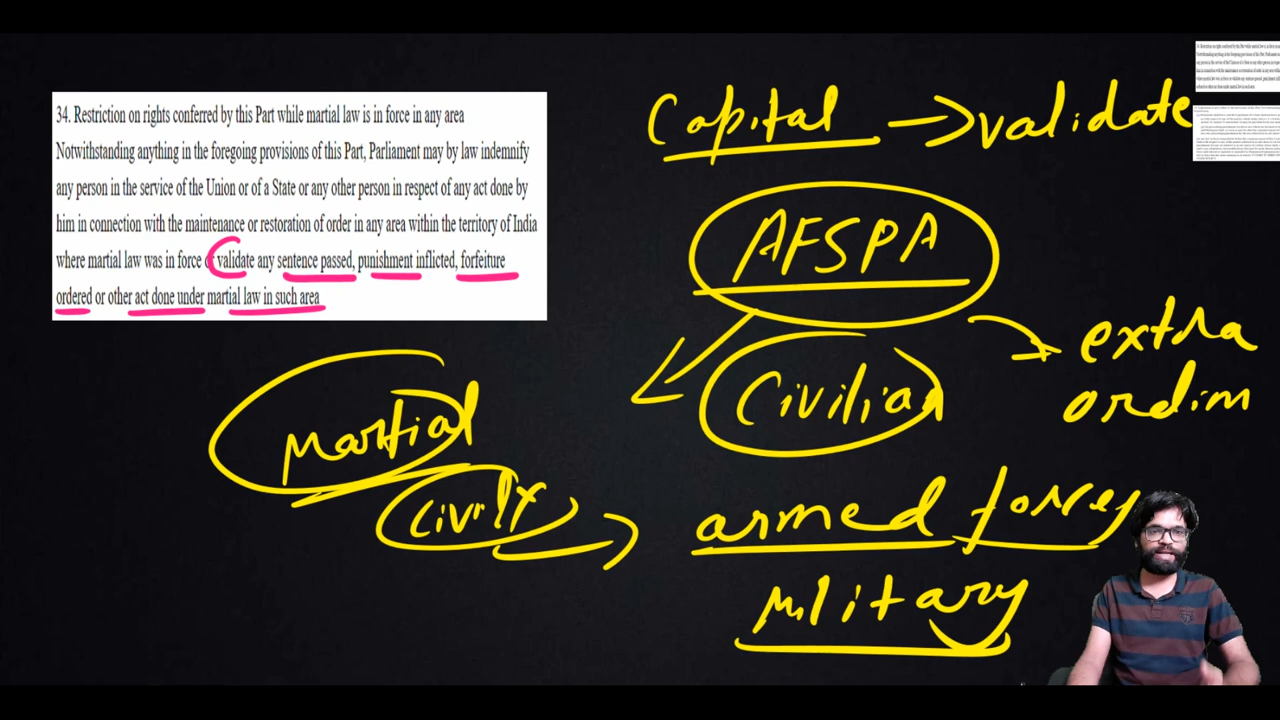 34. Restriction on rights conferred by this Part while martial law is in force in any area
Notwithstanding anything in the foregoing provisions of this Part, Parliament may by law indemnify
any person in the service of the Union or of a State or any other person in respect of any act done by
him in connection with the maintenance or restoration of order in any area within the territory of India
where martial law was in force or validate any sentence passed, punishment inflicted, forfeiture
ordered or other act done under martial law in such area
Capital → validate
AFSPA
extra
ordin
Civilian
Martial
armed forces
military